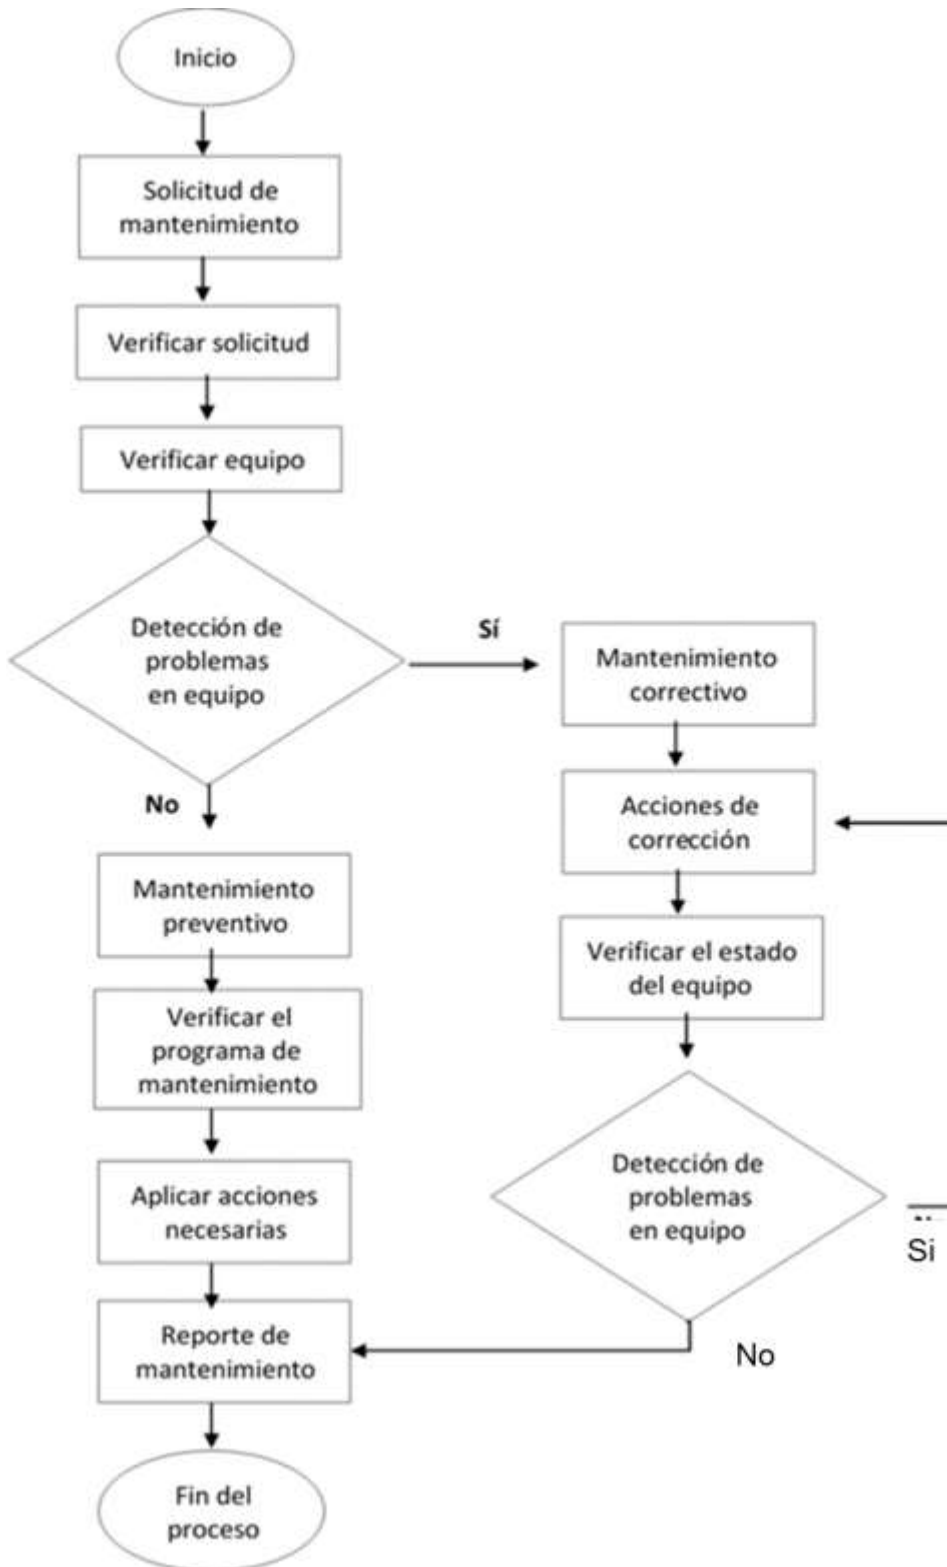 Inicio
Solicitud de
mantenimiento
Verificar solicitud
Verificar equipo
Detección de
problemas
en equipo
Sí
No
Mantenimiento
correctivo
Acciones de
corrección
Verificar el estado
del equipo
Detección de
problemas
en equipo
Si
No
Mantenimiento
preventivo
Verificar el
programa de
mantenimiento
Aplicar acciones
necesarias
Reporte de
mantenimiento
Fin del
proceso